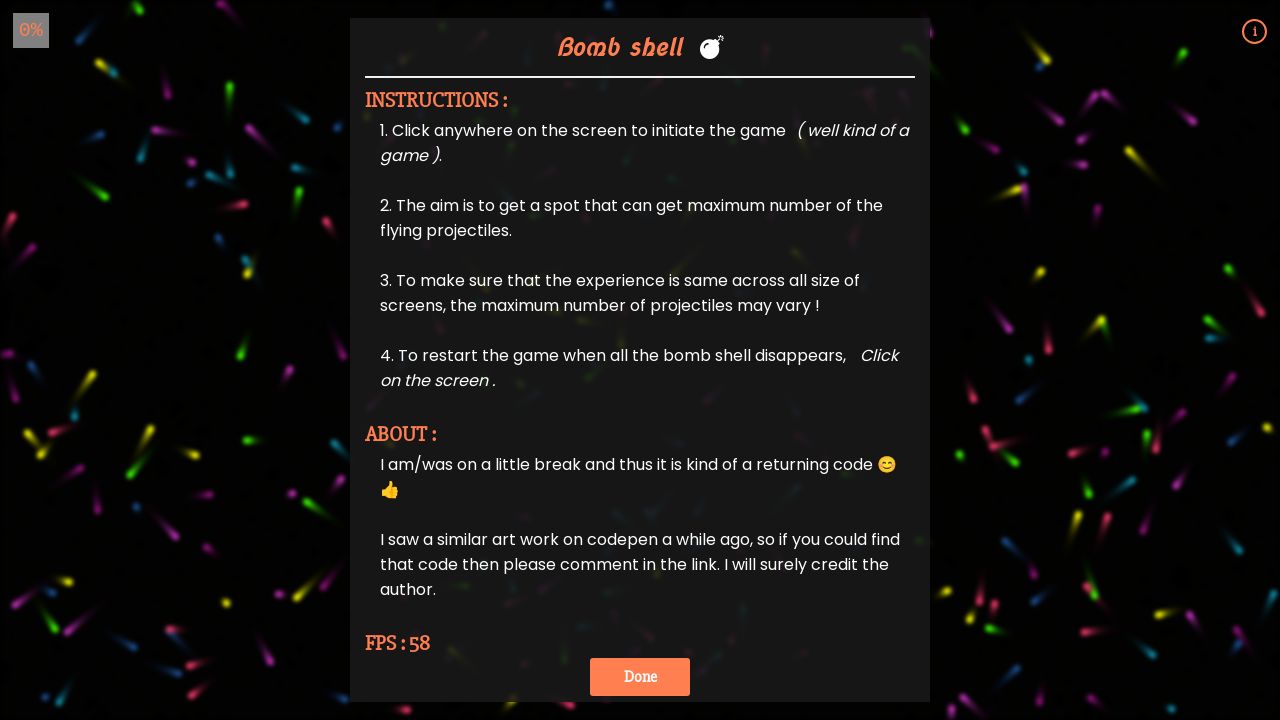 0%
i
Bomb shell 💣
INSTRUCTIONS :
1. Click anywhere on the screen to initiate the game ( well kind of a
game ).
2. The aim is to get a spot that can get maximum number of the
flying projectiles.
3. To make sure that the experience is same across all size of
screens, the maximum number of projectiles may vary !
4. To restart the game when all the bomb shell disappears, Click
on the screen .
ABOUT :
I am/was on a little break and thus it is kind of a returning code 😊
👍
I saw a similar art work on codepen a while ago, so if you could find
that code then please comment in the link. I will surely credit the
author.
FPS : 58
Done